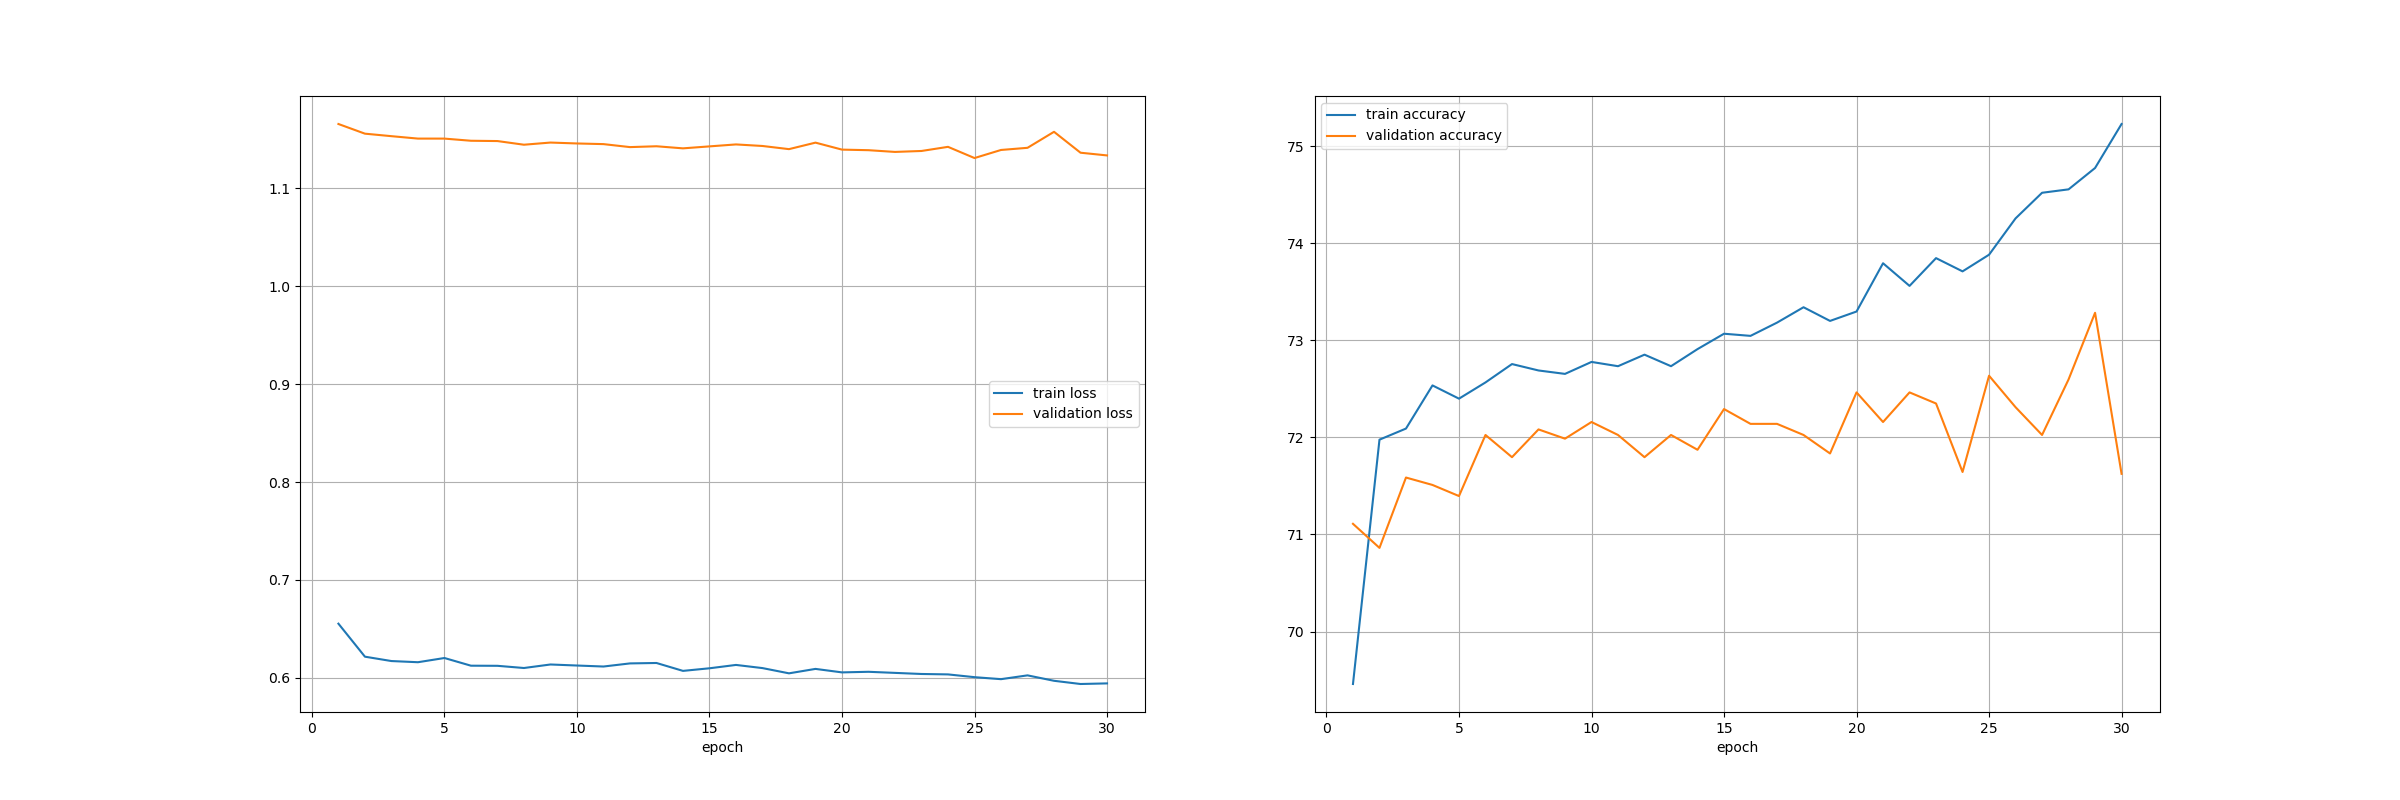 1.1
1.0
0.9
0.8
0.7
0.6
0 5 10 15 20 25 30
epoch
train loss
validation loss
train accuracy
validation accuracy
75
74
73
72
71
70
0 5 10 15 20 25 30
epoch